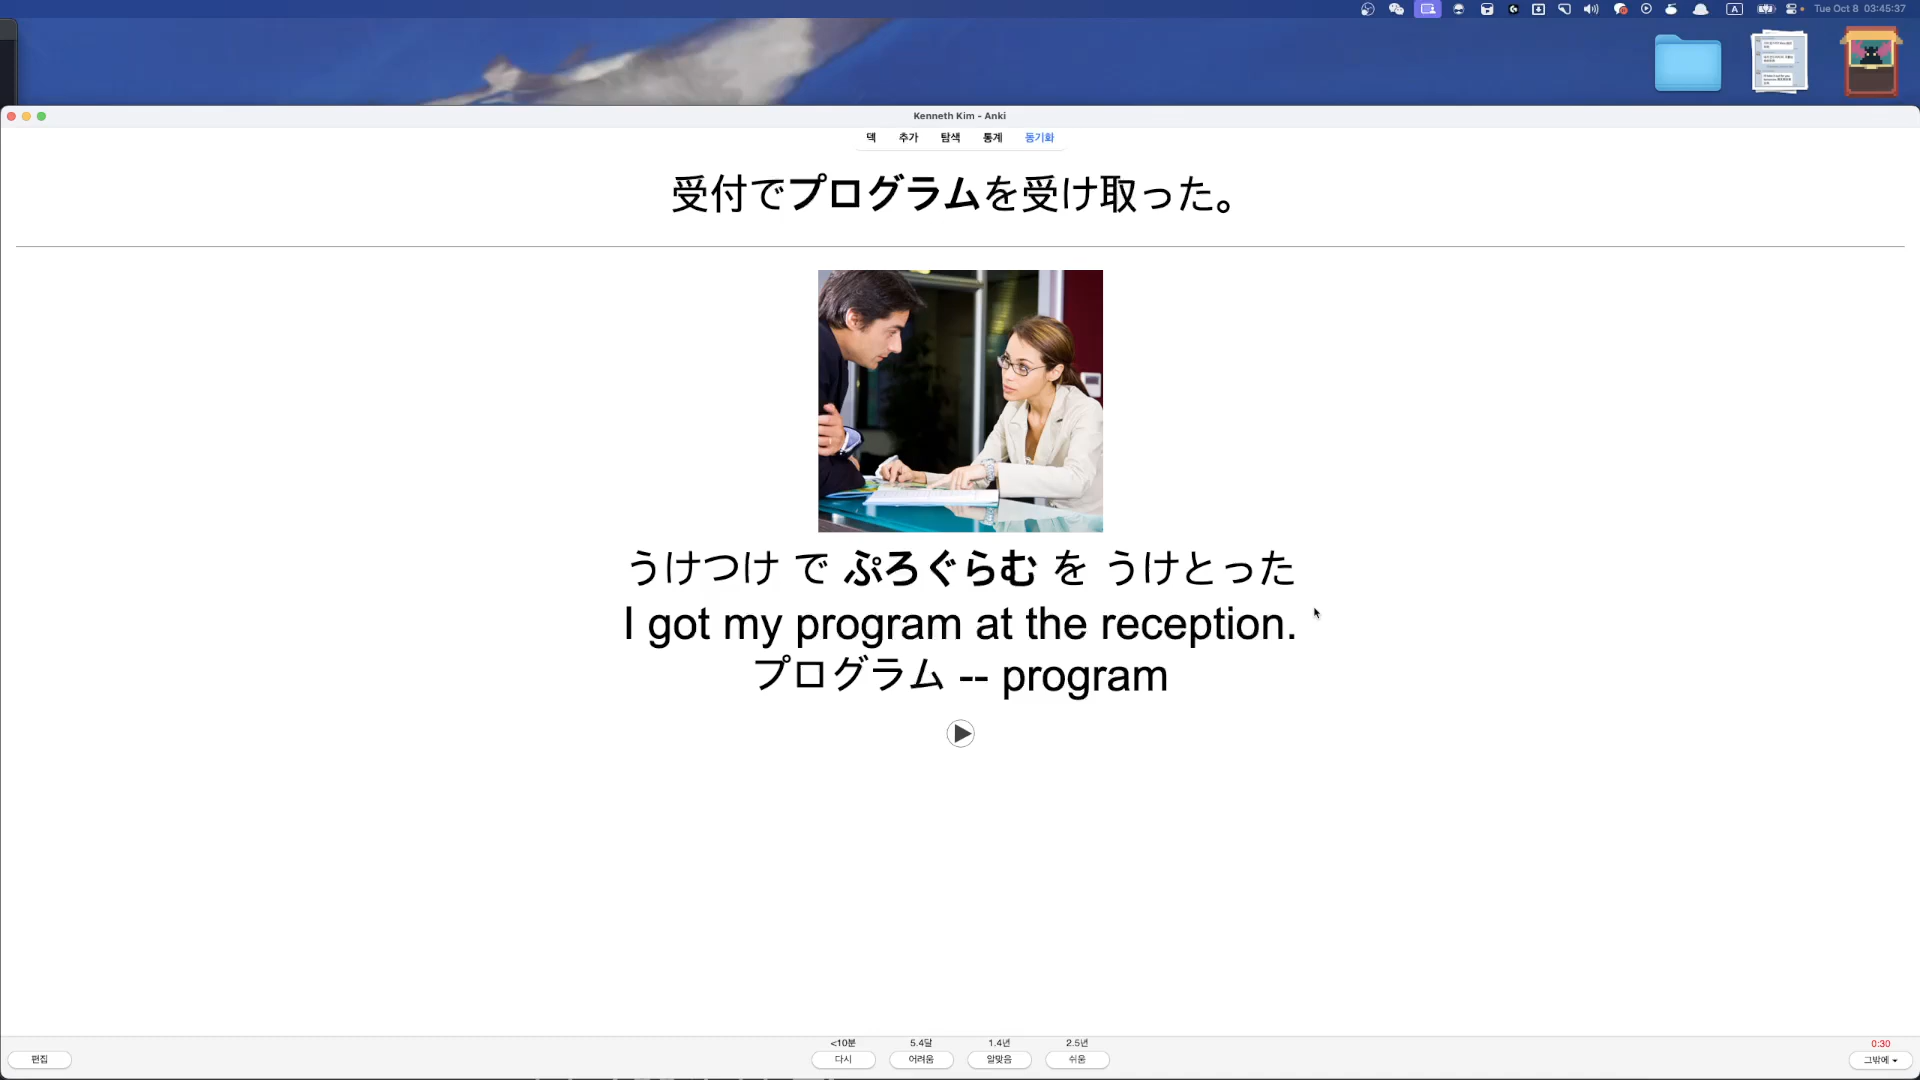 Tue Oct 8 03:45:37
Kenneth Kim - Anki
덱 추가 탐색 통계 동기화
受付でプログラムを受け取った。
うけつけ で ぷろぐらむ を うけとった
I got my program at the reception.
プログラム -- program
<10분 5.4달 1.4년 2.5년 0:30
편집 다시 어려움 알맞음 쉬움 그밖에